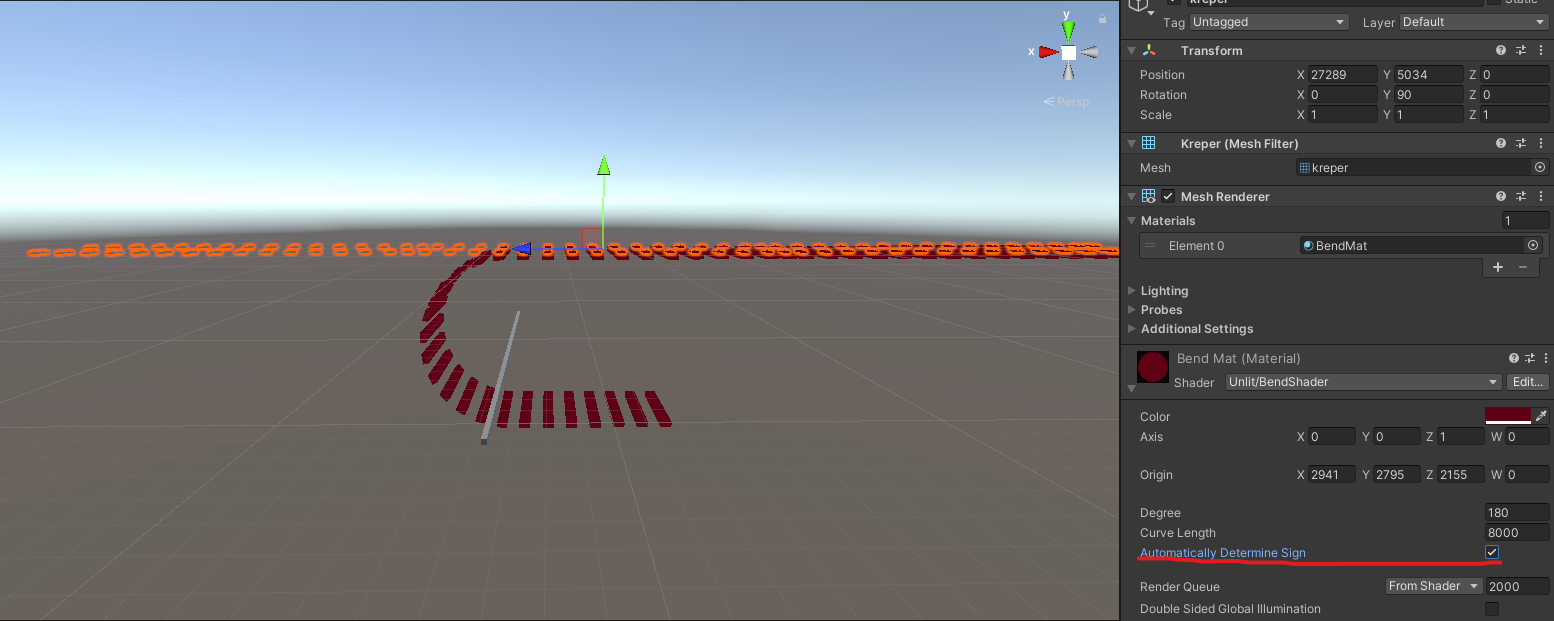 y
x
Persp
kreper
Static
Tag Untagged Layer Default
Transform
Position X 27289 Y 5034 Z 0
Rotation X 0 Y 90 Z 0
Scale X 1 Y 1 Z 1
Kreper (Mesh Filter)
Mesh kreper
Mesh Renderer
Materials 1
Element 0 BendMat
+ −
Lighting
Probes
Additional Settings
Bend Mat (Material)
Shader Unlit/BendShader Edit...
Color
Axis X 0 Y 0 Z 1 W 0
Origin X 2941 Y 2795 Z 2155 W 0
Degree 180
Curve Length 8000
Automatically Determine Sign
Render Queue From Shader 2000
Double Sided Global Illumination